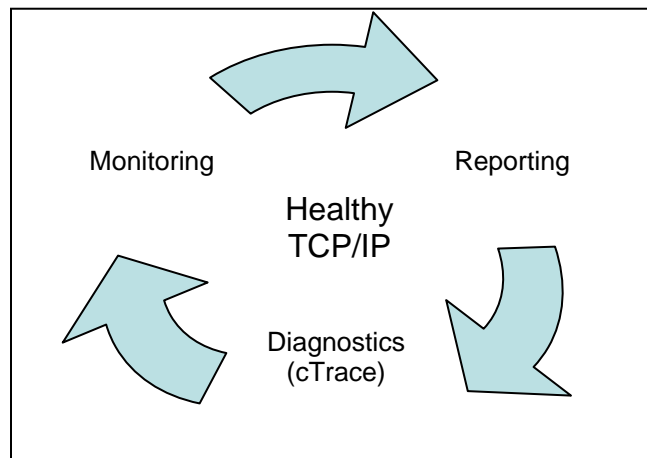 Monitoring
Reporting
Healthy
TCP/IP
Diagnostics
(cTrace)